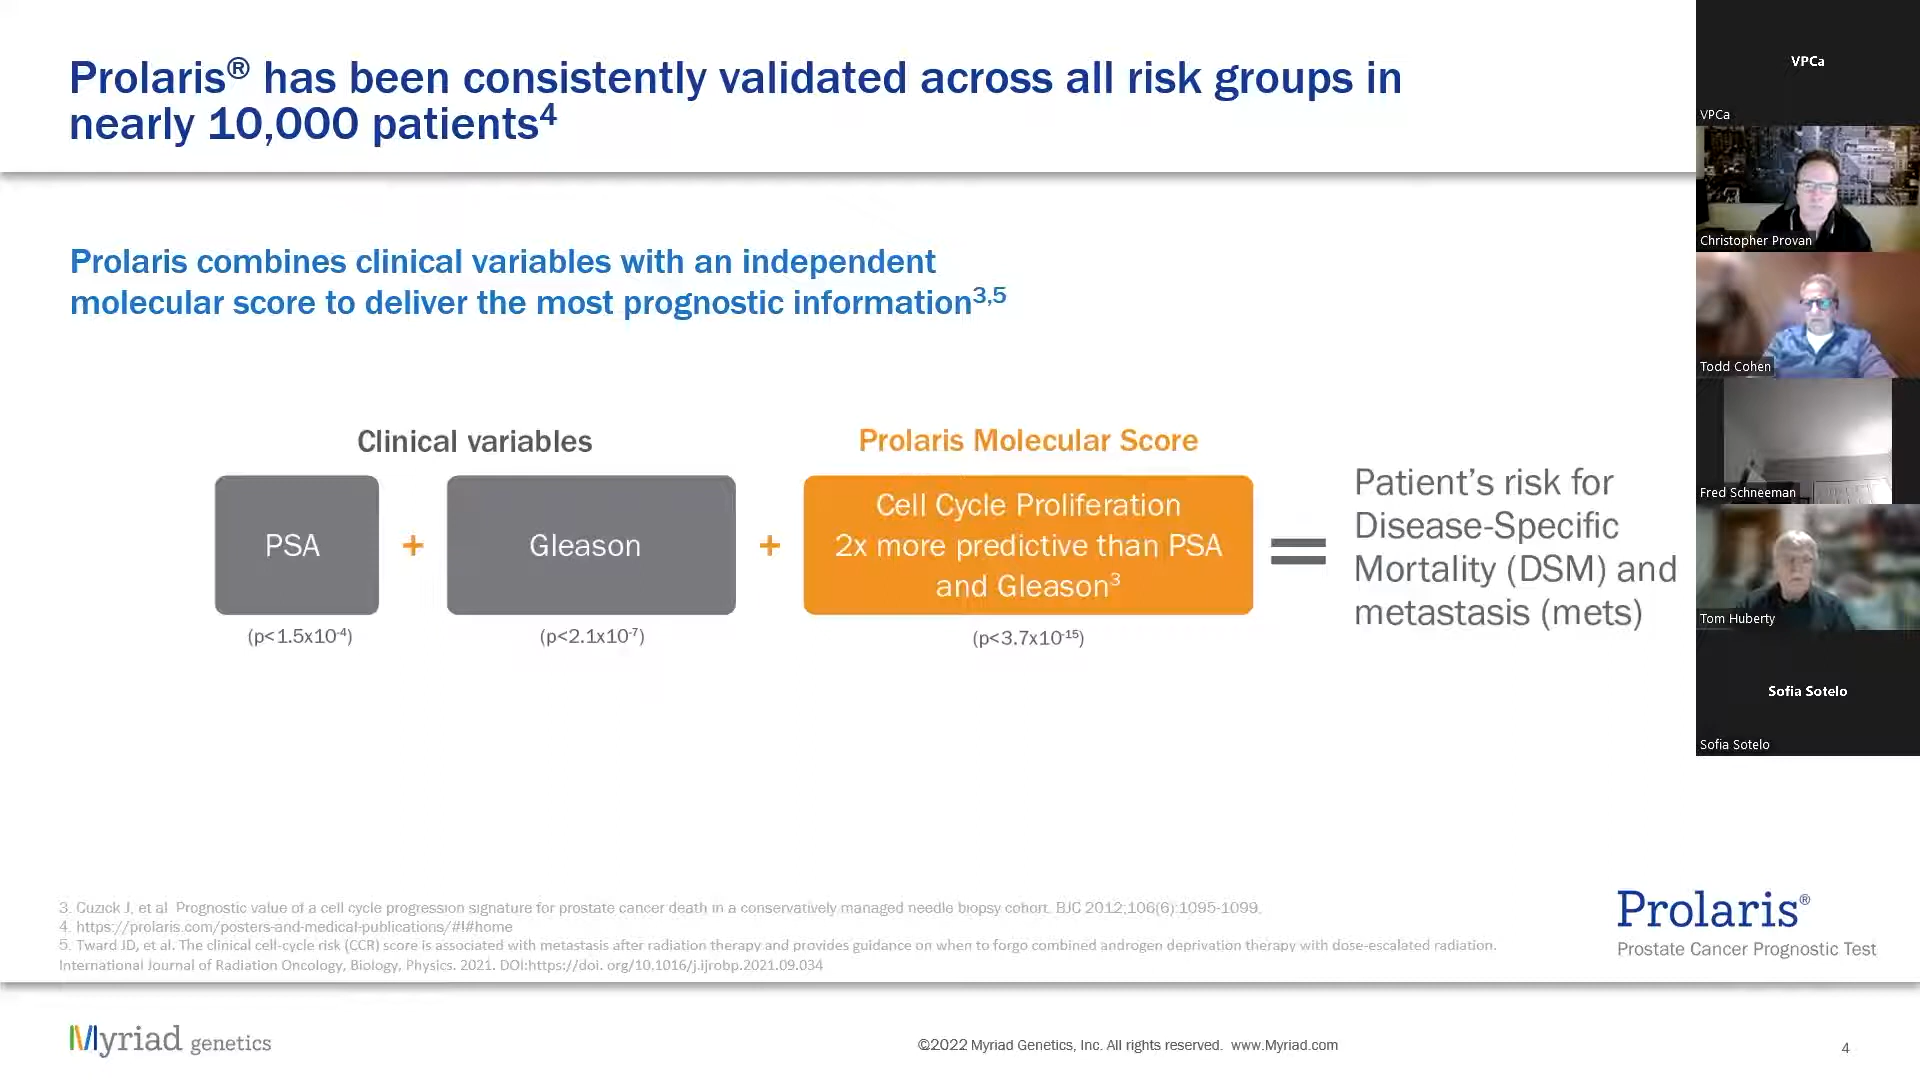 Prolaris® has been consistently validated across all risk groups in
nearly 10,000 patients4
Prolaris combines clinical variables with an independent
molecular score to deliver the most prognostic information3,5
Clinical variables
Prolaris Molecular Score
PSA
+
Gleason
+
Cell Cycle Proliferation
2x more predictive than PSA
and Gleason3
=
Patient's risk for
Disease-Specific
Mortality (DSM) and
metastasis (mets)
(p<1.5x10-4)
(p<2.1x10-7)
(p<3.7x10-15)
3. Cuzick J, et al Prognostic value of a cell cycle progression signature for prostate cancer death in a conservatively managed needle biopsy cohort. BJC 2012;106(6):1095-1099.
4. https://prolaris.com/posters-and-medical-publications/#!#home
5. Tward JD, et al. The clinical cell-cycle risk (CCR) score is associated with metastasis after radiation therapy and provides guidance on when to forgo combined androgen deprivation therapy with dose-escalated radiation.
International Journal of Radiation Oncology, Biology, Physics. 2021. DOI:https://doi. org/10.1016/j.ijrobp.2021.09.034
Prolaris®
Prostate Cancer Prognostic Test
Myriad genetics
©2022 Myriad Genetics, Inc. All rights reserved. www.Myriad.com
4
VPCa
VPCa
Christopher Provan
Todd Cohen
Fred Schneeman
Tom Huberty
Sofia Sotelo
Sofia Sotelo